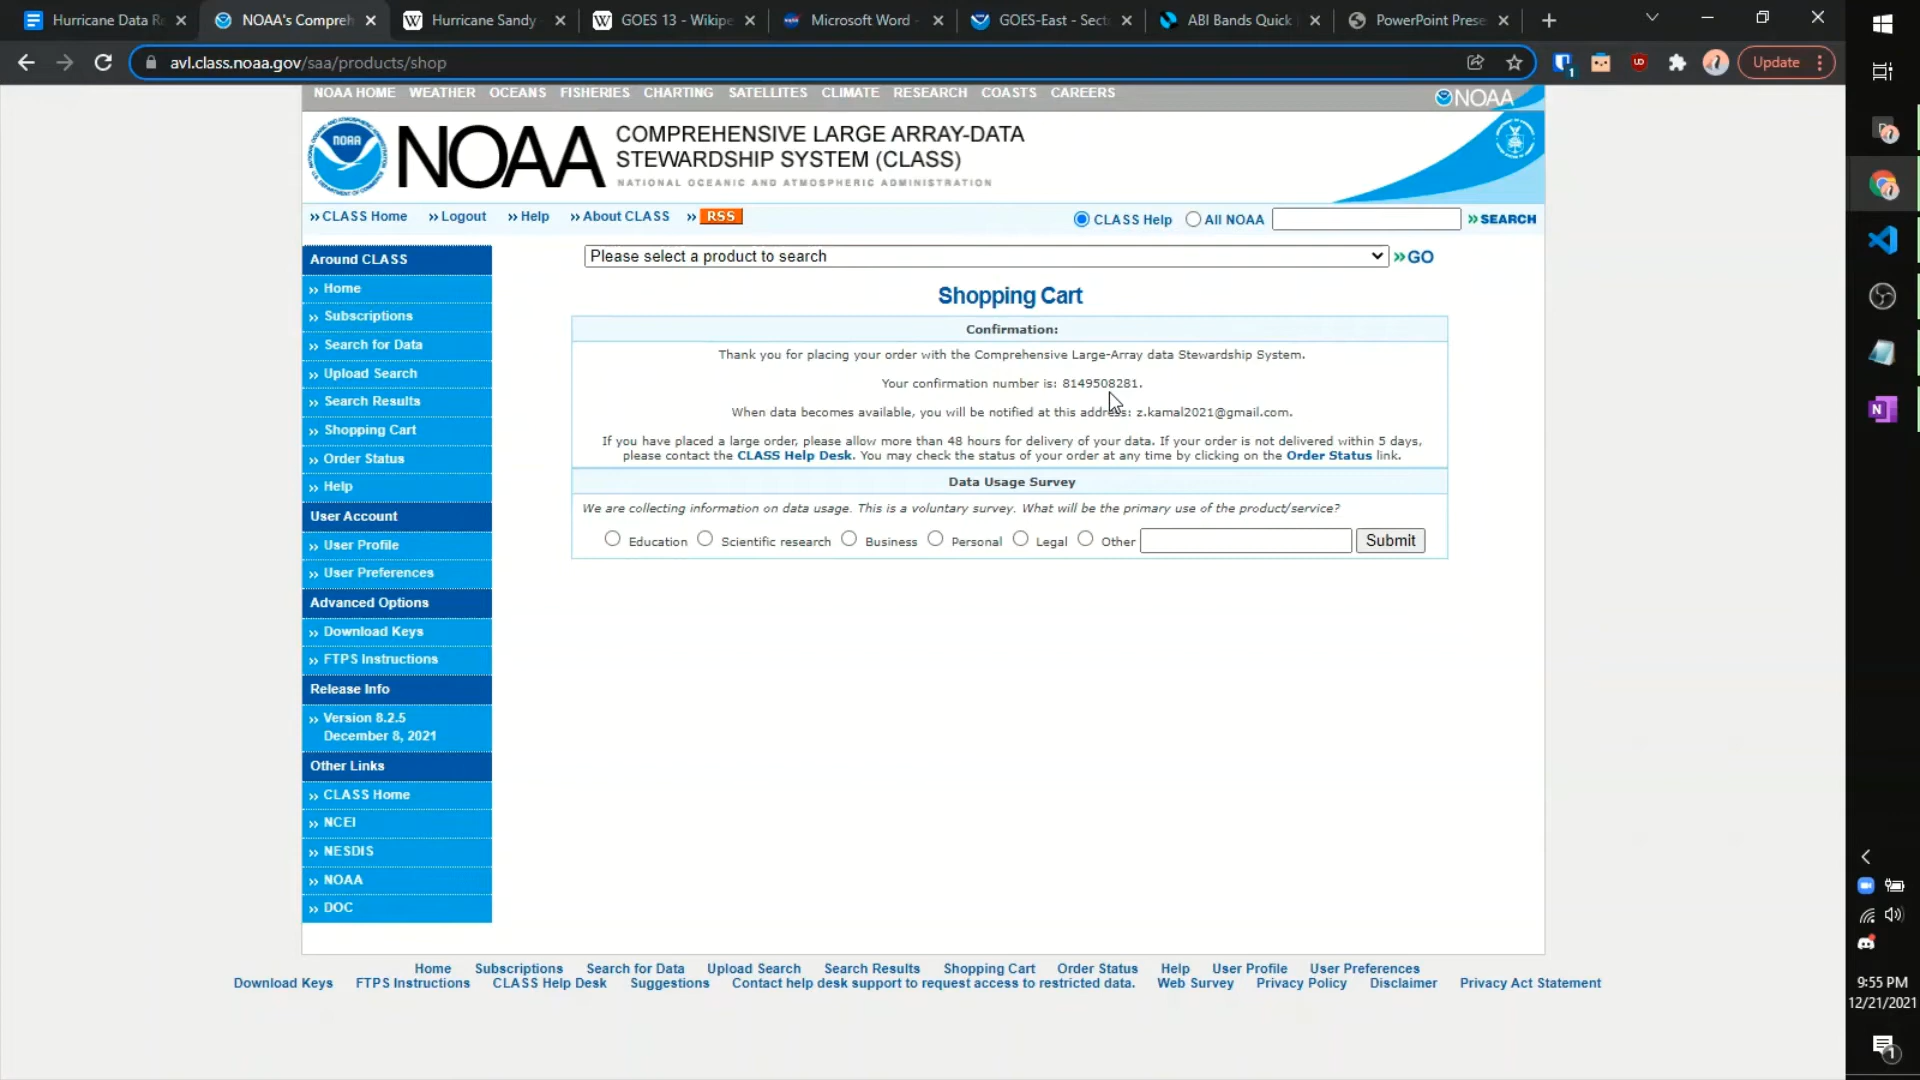 Hurricane Data R
NOAA's Compreh
Hurricane Sandy
GOES 13 - Wikipe
Microsoft Word -
GOES-East - Sect
ABI Bands Quick
PowerPoint Prese
avl.class.noaa.gov/saa/products/shop
Update
NOAA HOME WEATHER OCEANS FISHERIES CHARTING SATELLITES CLIMATE RESEARCH COASTS CAREERS
NOAA
NOAA
NOAA
COMPREHENSIVE LARGE ARRAY-DATA
STEWARDSHIP SYSTEM (CLASS)
NATIONAL OCEANIC AND ATMOSPHERIC ADMINISTRATION
»CLASS Home »Logout »Help »About CLASS » RSS
CLASS Help All NOAA »SEARCH
Please select a product to search
»GO
Around CLASS
» Home
» Subscriptions
» Search for Data
» Upload Search
» Search Results
» Shopping Cart
» Order Status
» Help
User Account
» User Profile
» User Preferences
Advanced Options
» Download Keys
» FTPS Instructions
Release Info
» Version 8.2.5
December 8, 2021
Other Links
» CLASS Home
» NCEI
» NESDIS
» NOAA
» DOC
Shopping Cart
Confirmation:
Thank you for placing your order with the Comprehensive Large-Array data Stewardship System.
Your confirmation number is: 8149508281.
When data becomes available, you will be notified at this address: z.kamal2021@gmail.com.
If you have placed a large order, please allow more than 48 hours for delivery of your data. If your order is not delivered within 5 days,
please contact the CLASS Help Desk. You may check the status of your order at any time by clicking on the Order Status link.
Data Usage Survey
We are collecting information on data usage. This is a voluntary survey. What will be the primary use of the product/service?
Education Scientific research Business Personal Legal Other Submit
Home Subscriptions Search for Data Upload Search Search Results Shopping Cart Order Status Help User Profile User Preferences
Download Keys FTPS Instructions CLASS Help Desk Suggestions Contact help desk support to request access to restricted data. Web Survey Privacy Policy Disclaimer Privacy Act Statement
9:55 PM
12/21/2021
1